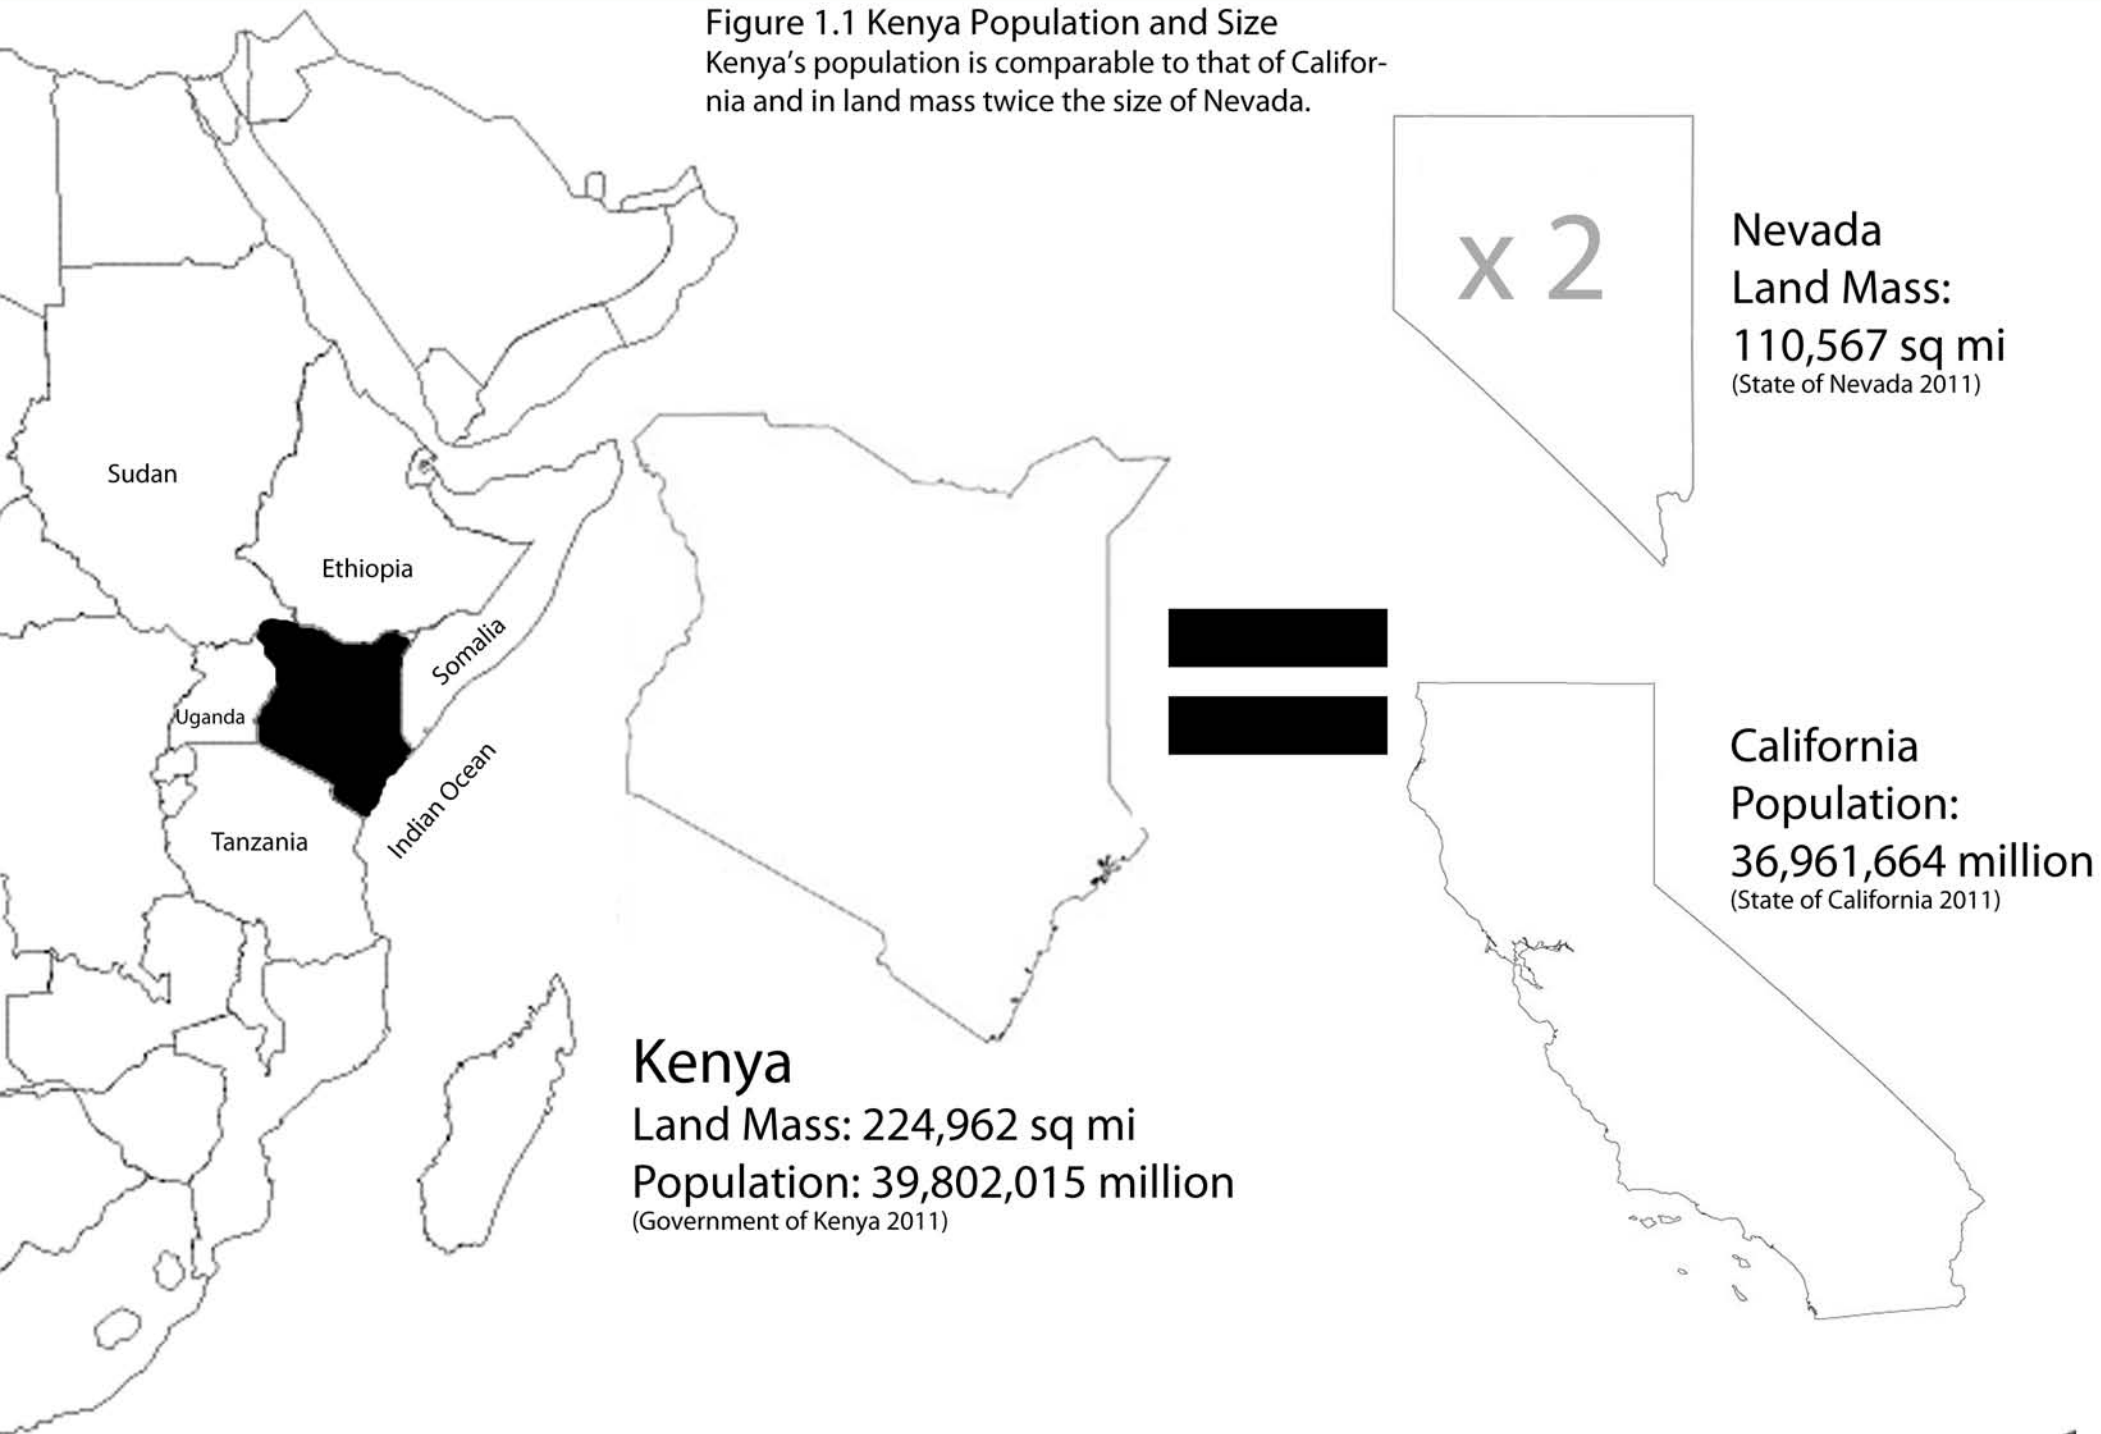 Figure 1.1 Kenya Population and Size
Kenya's population is comparable to that of Califor-
nia and in land mass twice the size of Nevada.
x 2
Nevada
Land Mass:
110,567 sq mi
(State of Nevada 2011)
Sudan
Ethiopia
Somalia
Uganda
Indian Ocean
Tanzania
California
Population:
36,961,664 million
(State of California 2011)
Kenya
Land Mass: 224,962 sq mi
Population: 39,802,015 million
(Government of Kenya 2011)